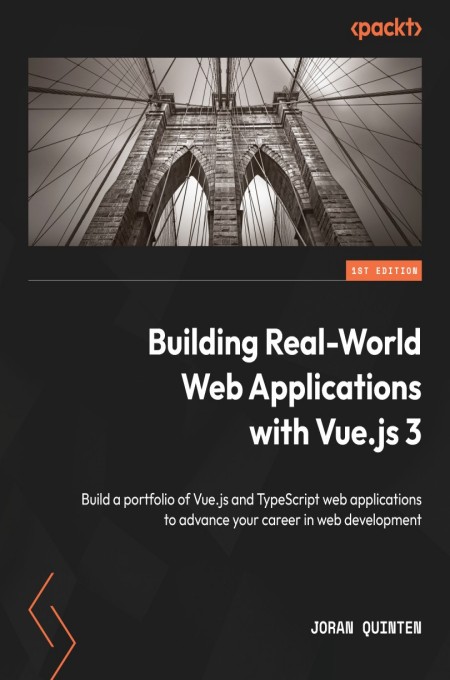 <packt>
1ST EDITION
Building Real-World
Web Applications
with Vue.js 3
Build a portfolio of Vue.js and TypeScript web applications
to advance your career in web development
JORAN QUINTEN